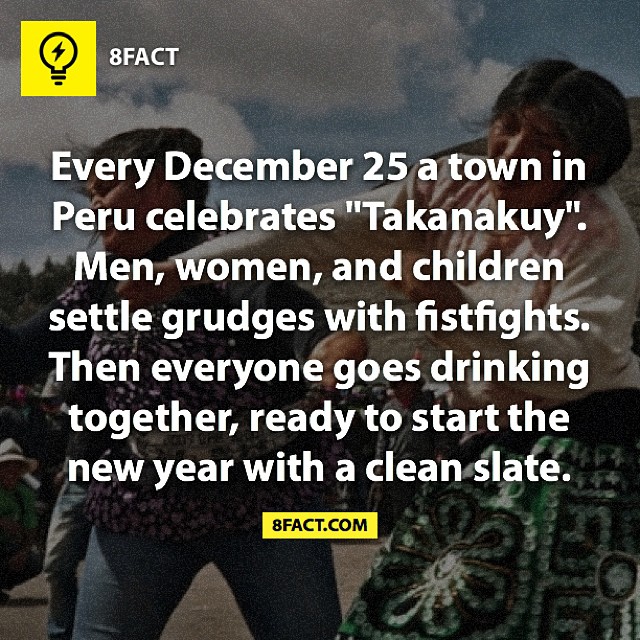 8FACT
Every December 25 a town in
Peru celebrates "Takanakuy".
Men, women, and children
settle grudges with fistfights.
Then everyone goes drinking
together, ready to start the
new year with a clean slate.
8FACT.COM